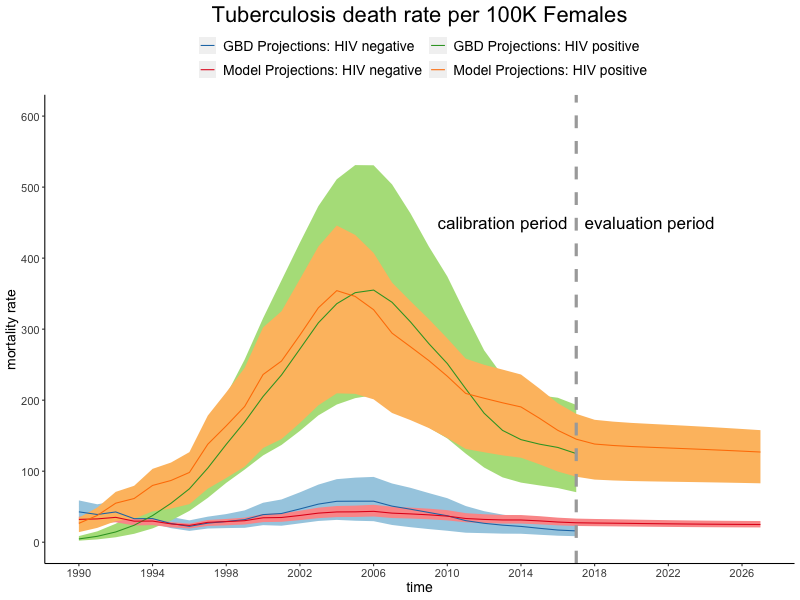 Tuberculosis death rate per 100K Females
GBD Projections: HIV negative GBD Projections: HIV positive
Model Projections: HIV negative Model Projections: HIV positive
600
500
calibration period evaluation period
400
300
200
100
0
mortality rate
1990 1994 1998 2002 2006 2010 2014 2018 2022 2026
time